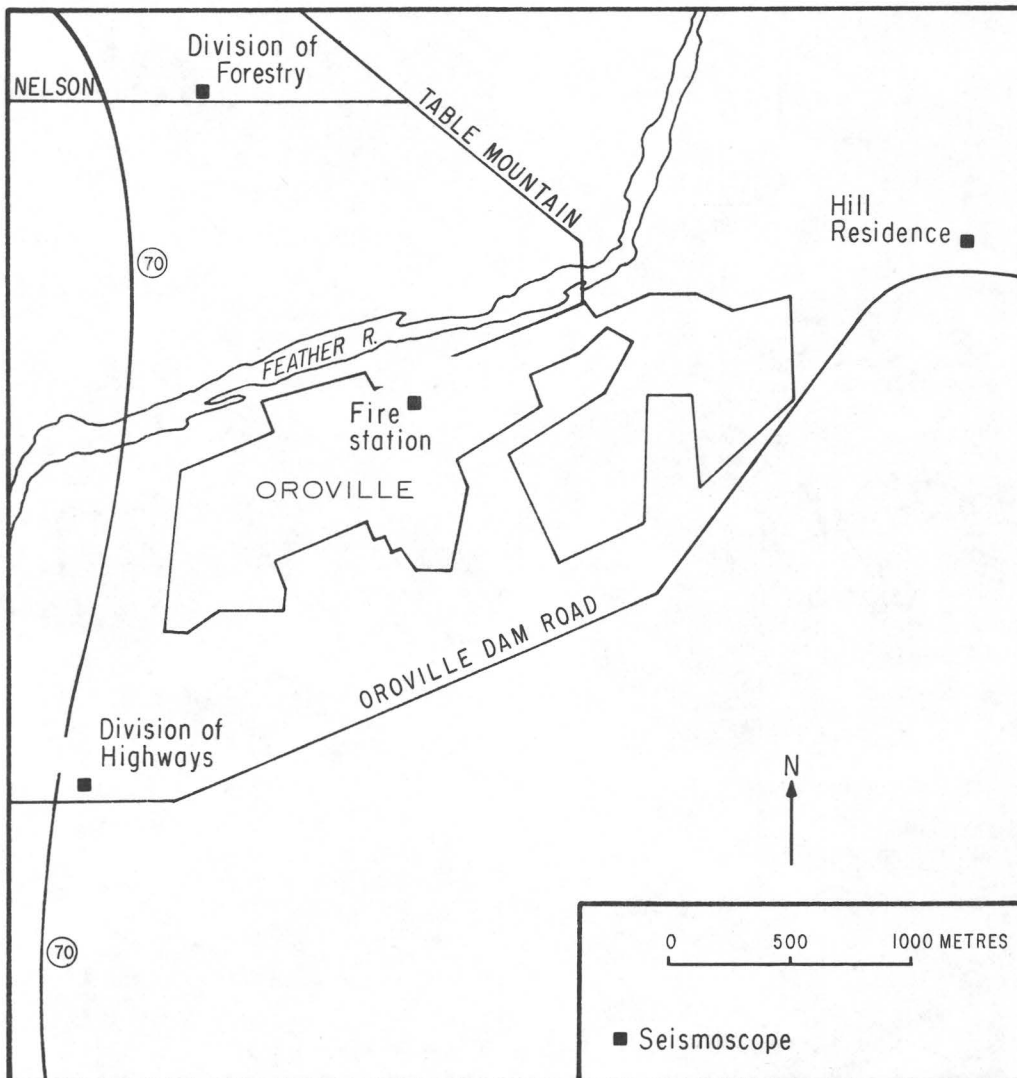 Division of
Forestry
NELSON
TABLE MOUNTAIN
Hill
Residence
70
FEATHER R.
Fire
station
OROVILLE
OROVILLE DAM ROAD
Division of
Highways
N
70
0 500 1000 METRES
Seismoscope